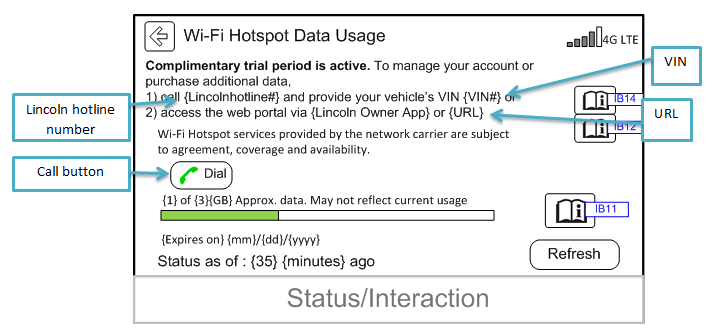 Wi-Fi Hotspot Data Usage
4G LTE
VIN
Complimentary trial period is active. To manage your account or
purchase additional data,
1) call {Lincolnhotline#} and provide your vehicle's VIN {VIN#} or
2) access the web portal via {Lincoln Owner App} or {URL}
IB14
IB12
URL
Lincoln hotline
number
Wi-Fi Hotspot services provided by the network carrier are subject
to agreement, coverage and availability.
Call button
Dial
{1} of {3}{GB} Approx. data. May not reflect current usage
IB11
{Expires on} {mm}/{dd}/{yyyy}
Status as of : {35} {minutes} ago
Refresh
Status/Interaction